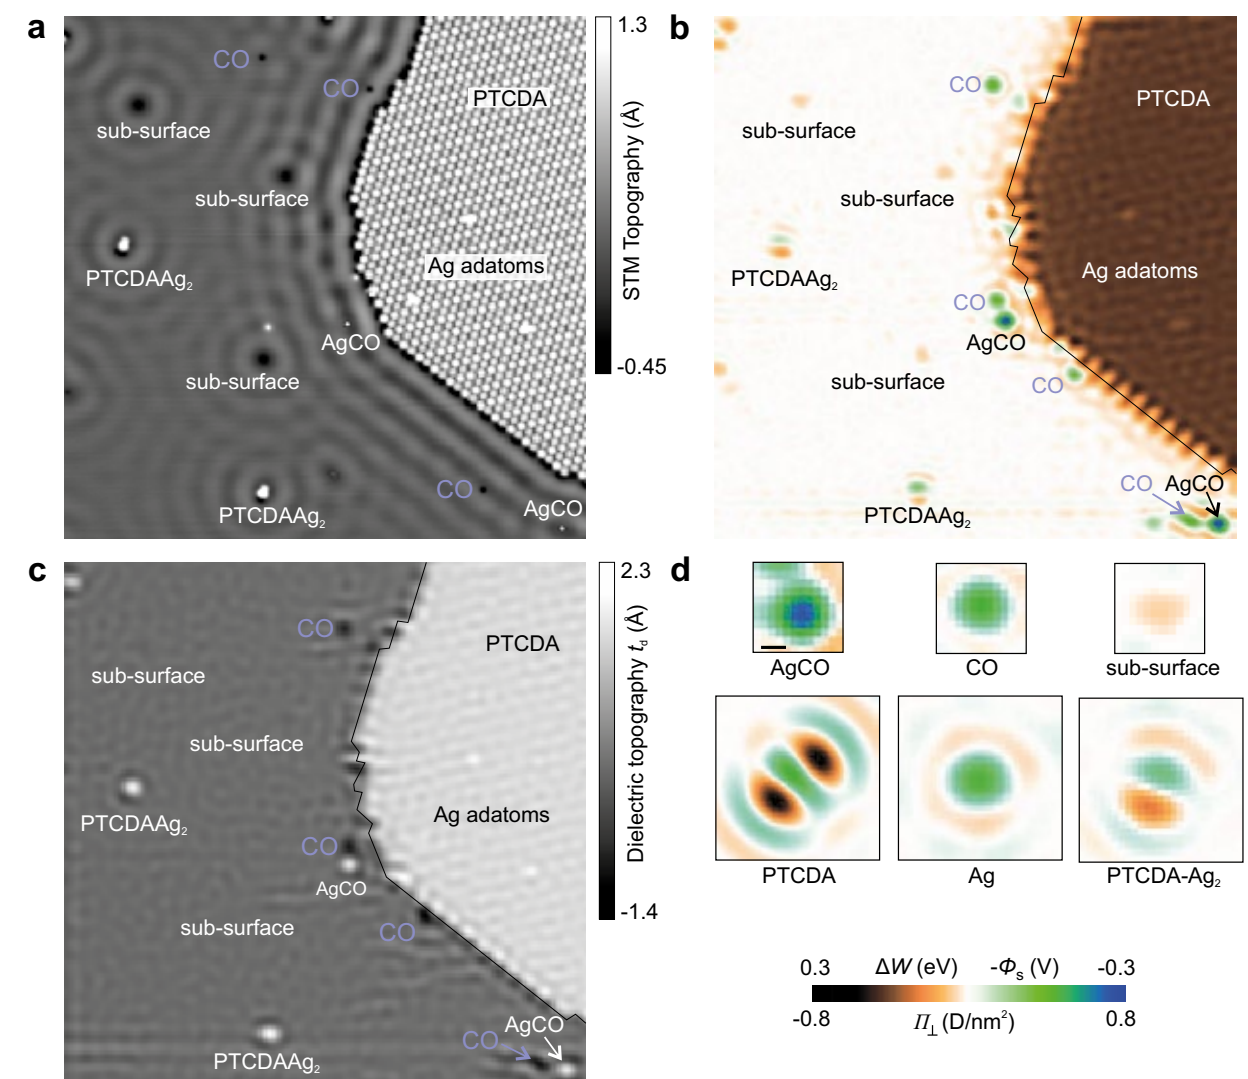 a
CO
CO
PTCDA
sub-surface
sub-surface
Ag adatoms
PTCDAAg₂
AgCO
sub-surface
CO
PTCDAAg₂
AgCO
1.3
STM Topography (Å)
-0.45
b
CO
PTCDA
sub-surface
sub-surface
Ag adatoms
PTCDAAg₂
CO
AgCO
sub-surface
CO
CO
AgCO
PTCDAAg₂
c
CO
PTCDA
sub-surface
sub-surface
Ag adatoms
PTCDAAg₂
CO
AgCO
sub-surface
CO
AgCO
CO
PTCDAAg₂
2.3
Dielectric topography t_d (Å)
-1.4
d
AgCO
CO
sub-surface
PTCDA
Ag
PTCDA-Ag₂
0.3 ΔW (eV) -Φₛ (V) -0.3
-0.8 Π⊥ (D/nm²) 0.8